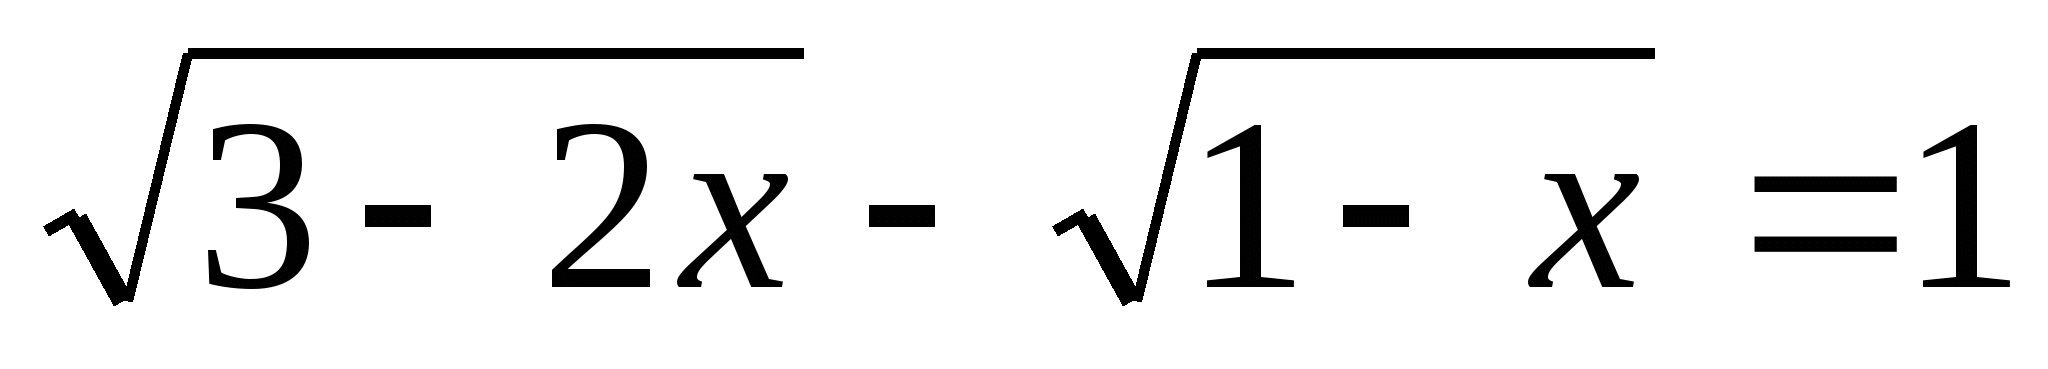 √3 - 2x - √1 - x = 1